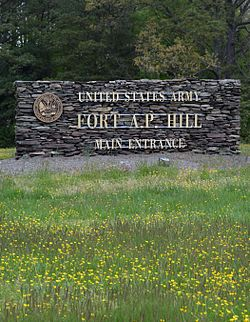 UNITED STATES ARMY
FORT A.P. HILL
MAIN ENTRANCE